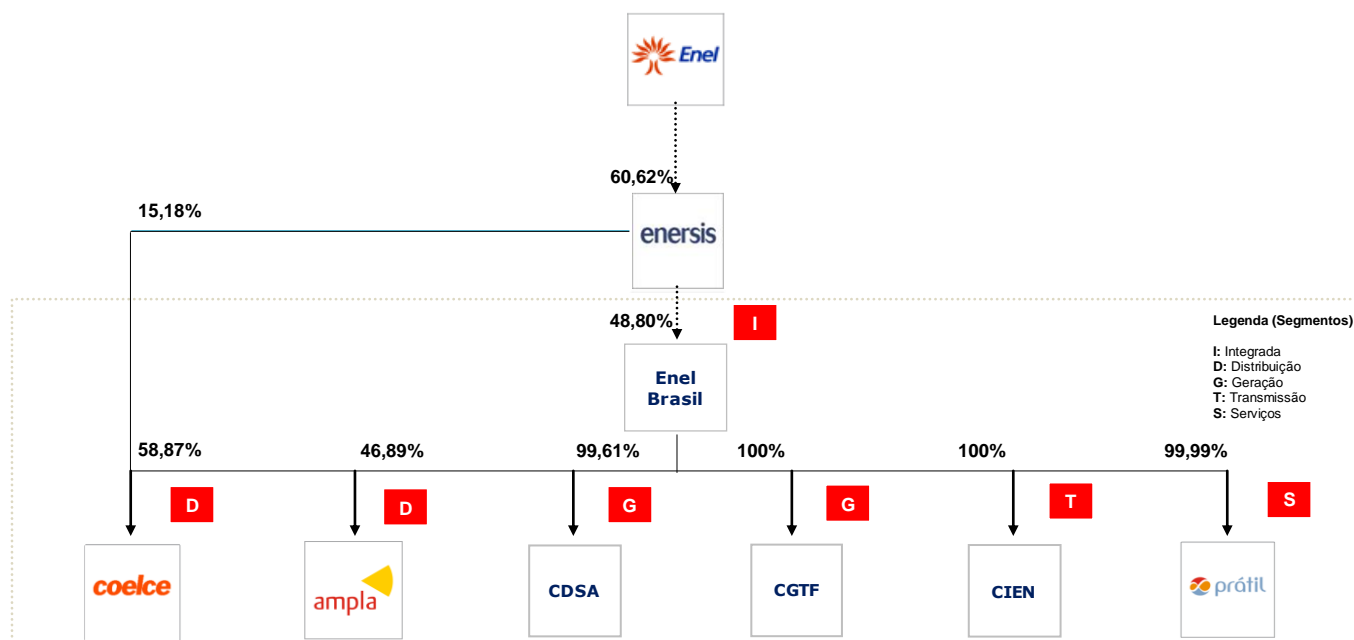 Enel
60,62%
15,18%
enersis
48,80%
I
Legenda (Segmentos)
I: Integrada
D: Distribuição
G: Geração
T: Transmissão
S: Serviços
Enel
Brasil
58,87%
46,89%
99,61%
100%
100%
99,99%
D
D
G
G
T
S
coelce
ampla
CDSA
CGTF
CIEN
prátil